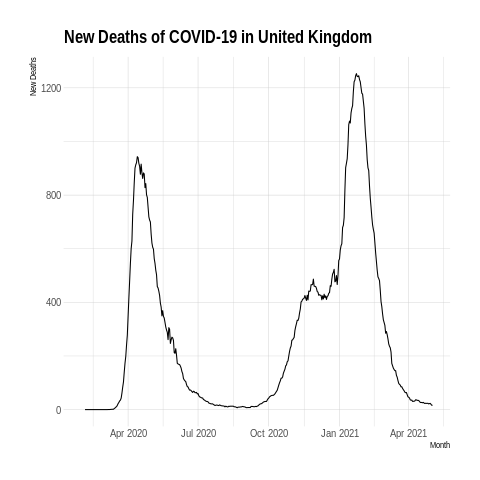 New Deaths of COVID-19 in United Kingdom
New Deaths
1200
800
400
0
Apr 2020 Jul 2020 Oct 2020 Jan 2021 Apr 2021
Month